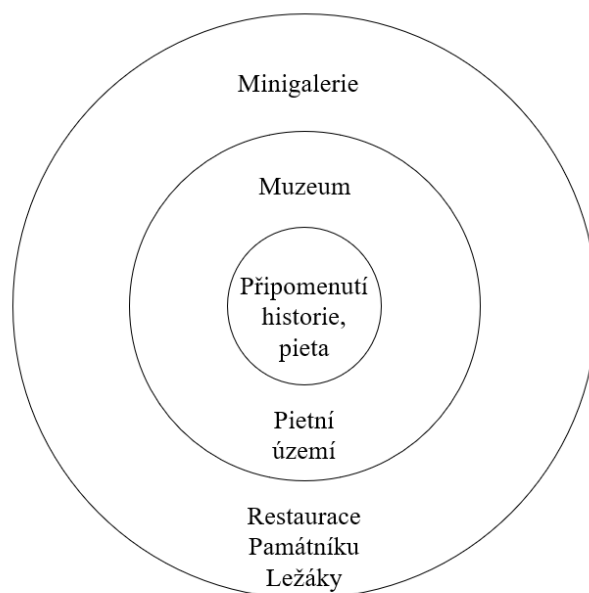 Minigalerie
Muzeum
Připomenutí
historie,
pieta
Pietní
území
Restaurace
Památníku
Ležáky